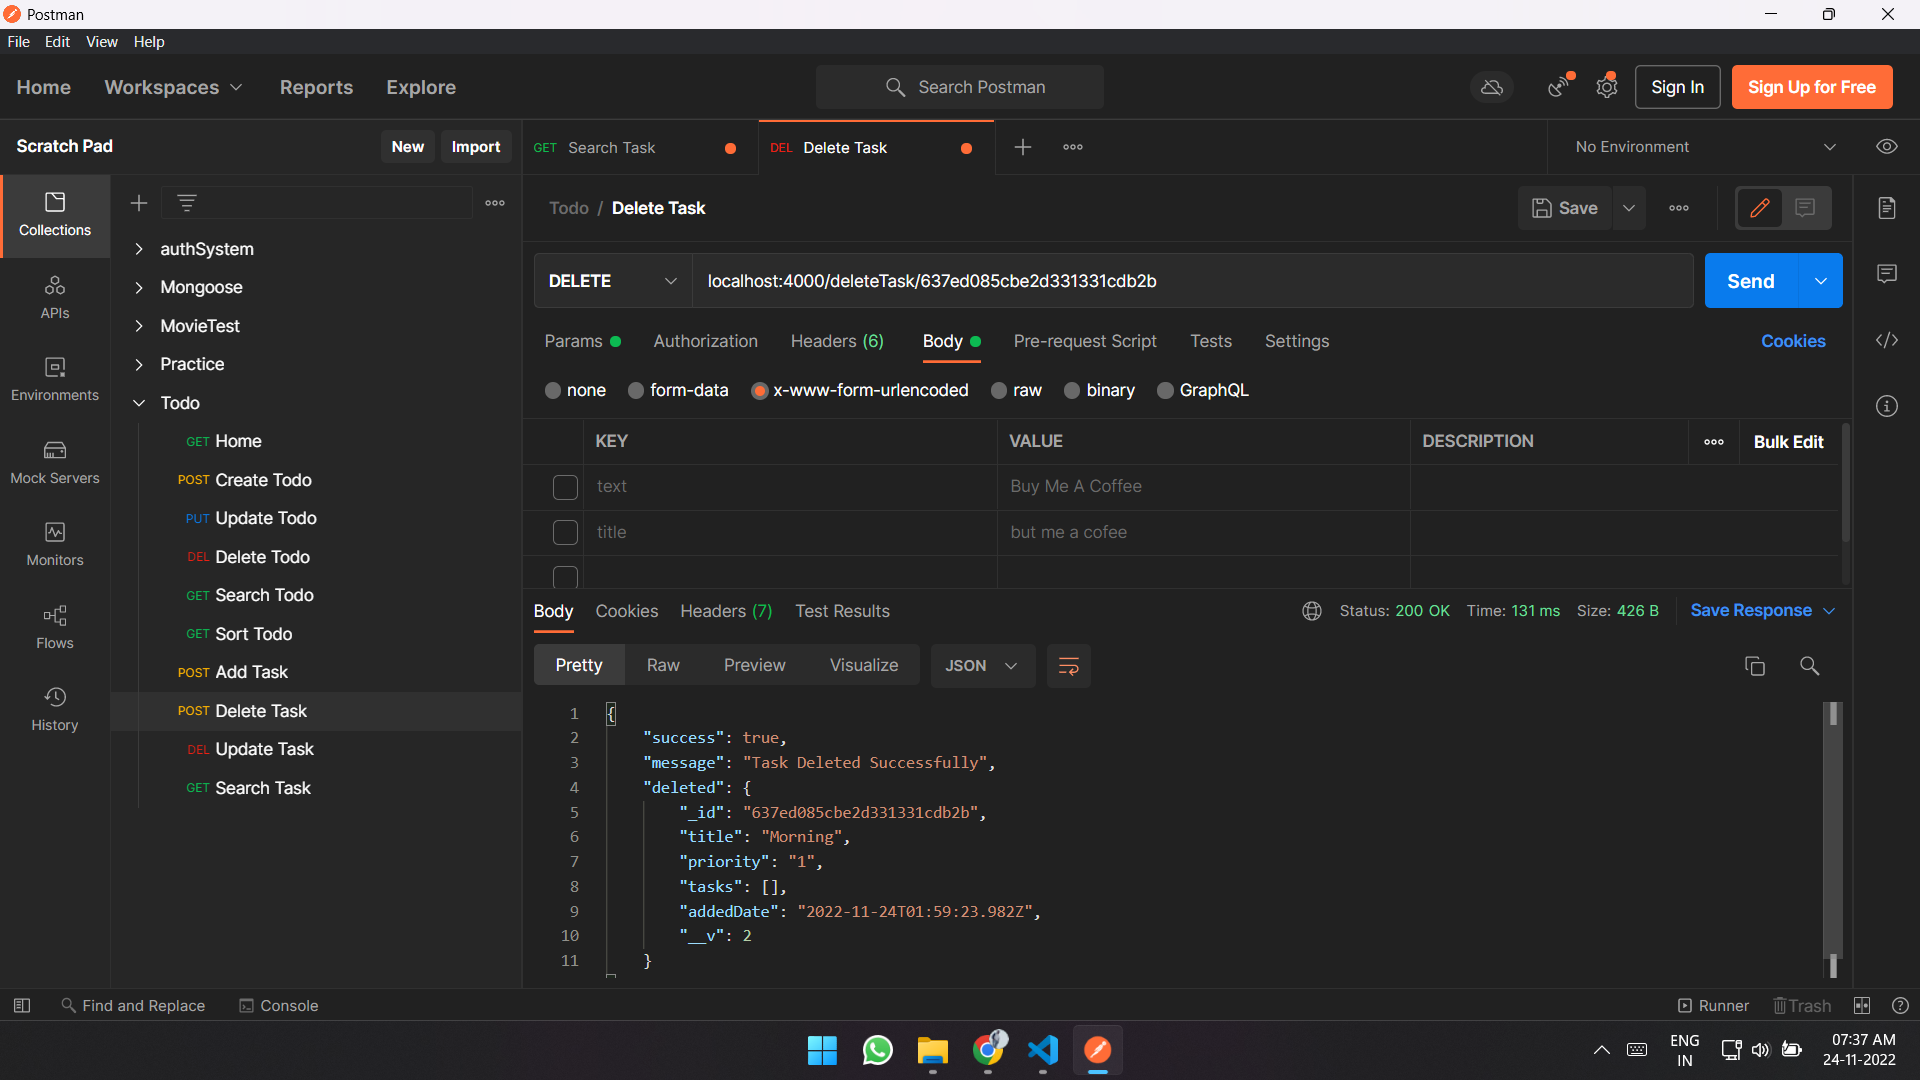 Postman
File Edit View Help
Home Workspaces Reports Explore
Search Postman
Sign In
Sign Up for Free
Scratch Pad
New
Import
GET Search Task
DEL Delete Task
No Environment
Collections
APIs
Environments
Mock Servers
Monitors
Flows
History
authSystem
Mongoose
MovieTest
Practice
Todo
GET Home
POST Create Todo
PUT Update Todo
DEL Delete Todo
GET Search Todo
GET Sort Todo
POST Add Task
POST Delete Task
DEL Update Task
GET Search Task
Todo / Delete Task
Save
DELETE
localhost:4000/deleteTask/637ed085cbe2d331331cdb2b
Send
Params Authorization Headers (6) Body Pre-request Script Tests Settings
Cookies
none form-data x-www-form-urlencoded raw binary GraphQL
KEY VALUE DESCRIPTION Bulk Edit
text Buy Me A Coffee
title but me a cofee
Body Cookies Headers (7) Test Results
Status: 200 OK Time: 131 ms Size: 426 B Save Response
Pretty Raw Preview Visualize JSON
1 {
2 "success": true,
3 "message": "Task Deleted Successfully",
4 "deleted": {
5 "_id": "637ed085cbe2d331331cdb2b",
6 "title": "Morning",
7 "priority": "1",
8 "tasks": [],
9 "addedDate": "2022-11-24T01:59:23.982Z",
10 "__v": 2
11 }
Find and Replace Console
Runner Trash
ENG
IN
07:37 AM
24-11-2022